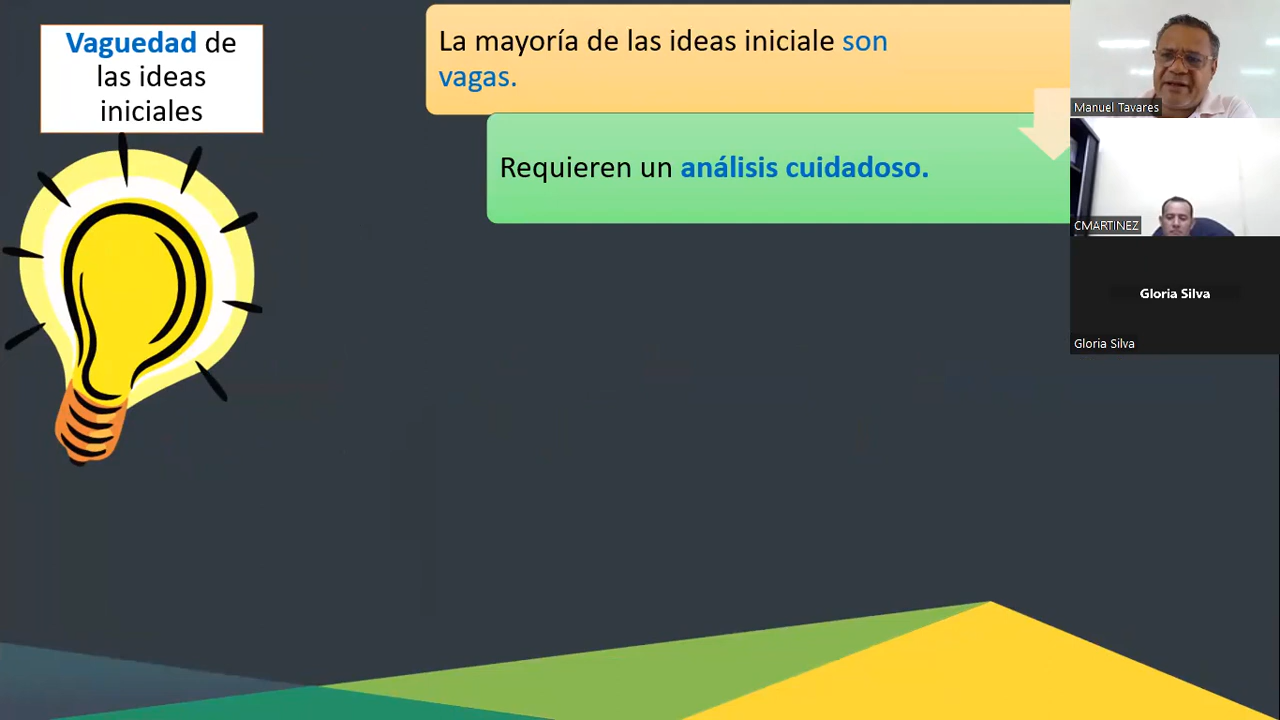 Vaguedad de
las ideas
iniciales
La mayoría de las ideas iniciale son
vagas.
Requieren un análisis cuidadoso.
Manuel Tavares
CMARTINEZ
Gloria Silva
Gloria Silva